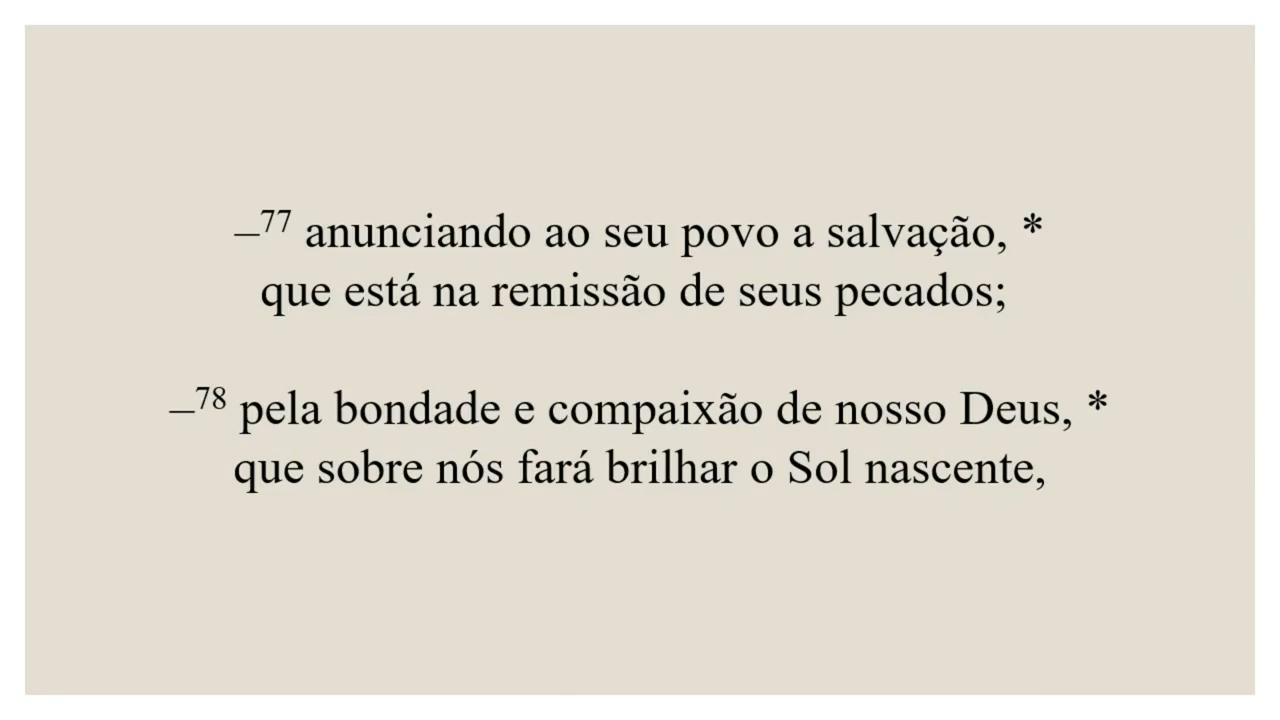 –77 anunciando ao seu povo a salvação, *
que está na remissão de seus pecados;
–78 pela bondade e compaixão de nosso Deus, *
que sobre nós fará brilhar o Sol nascente,